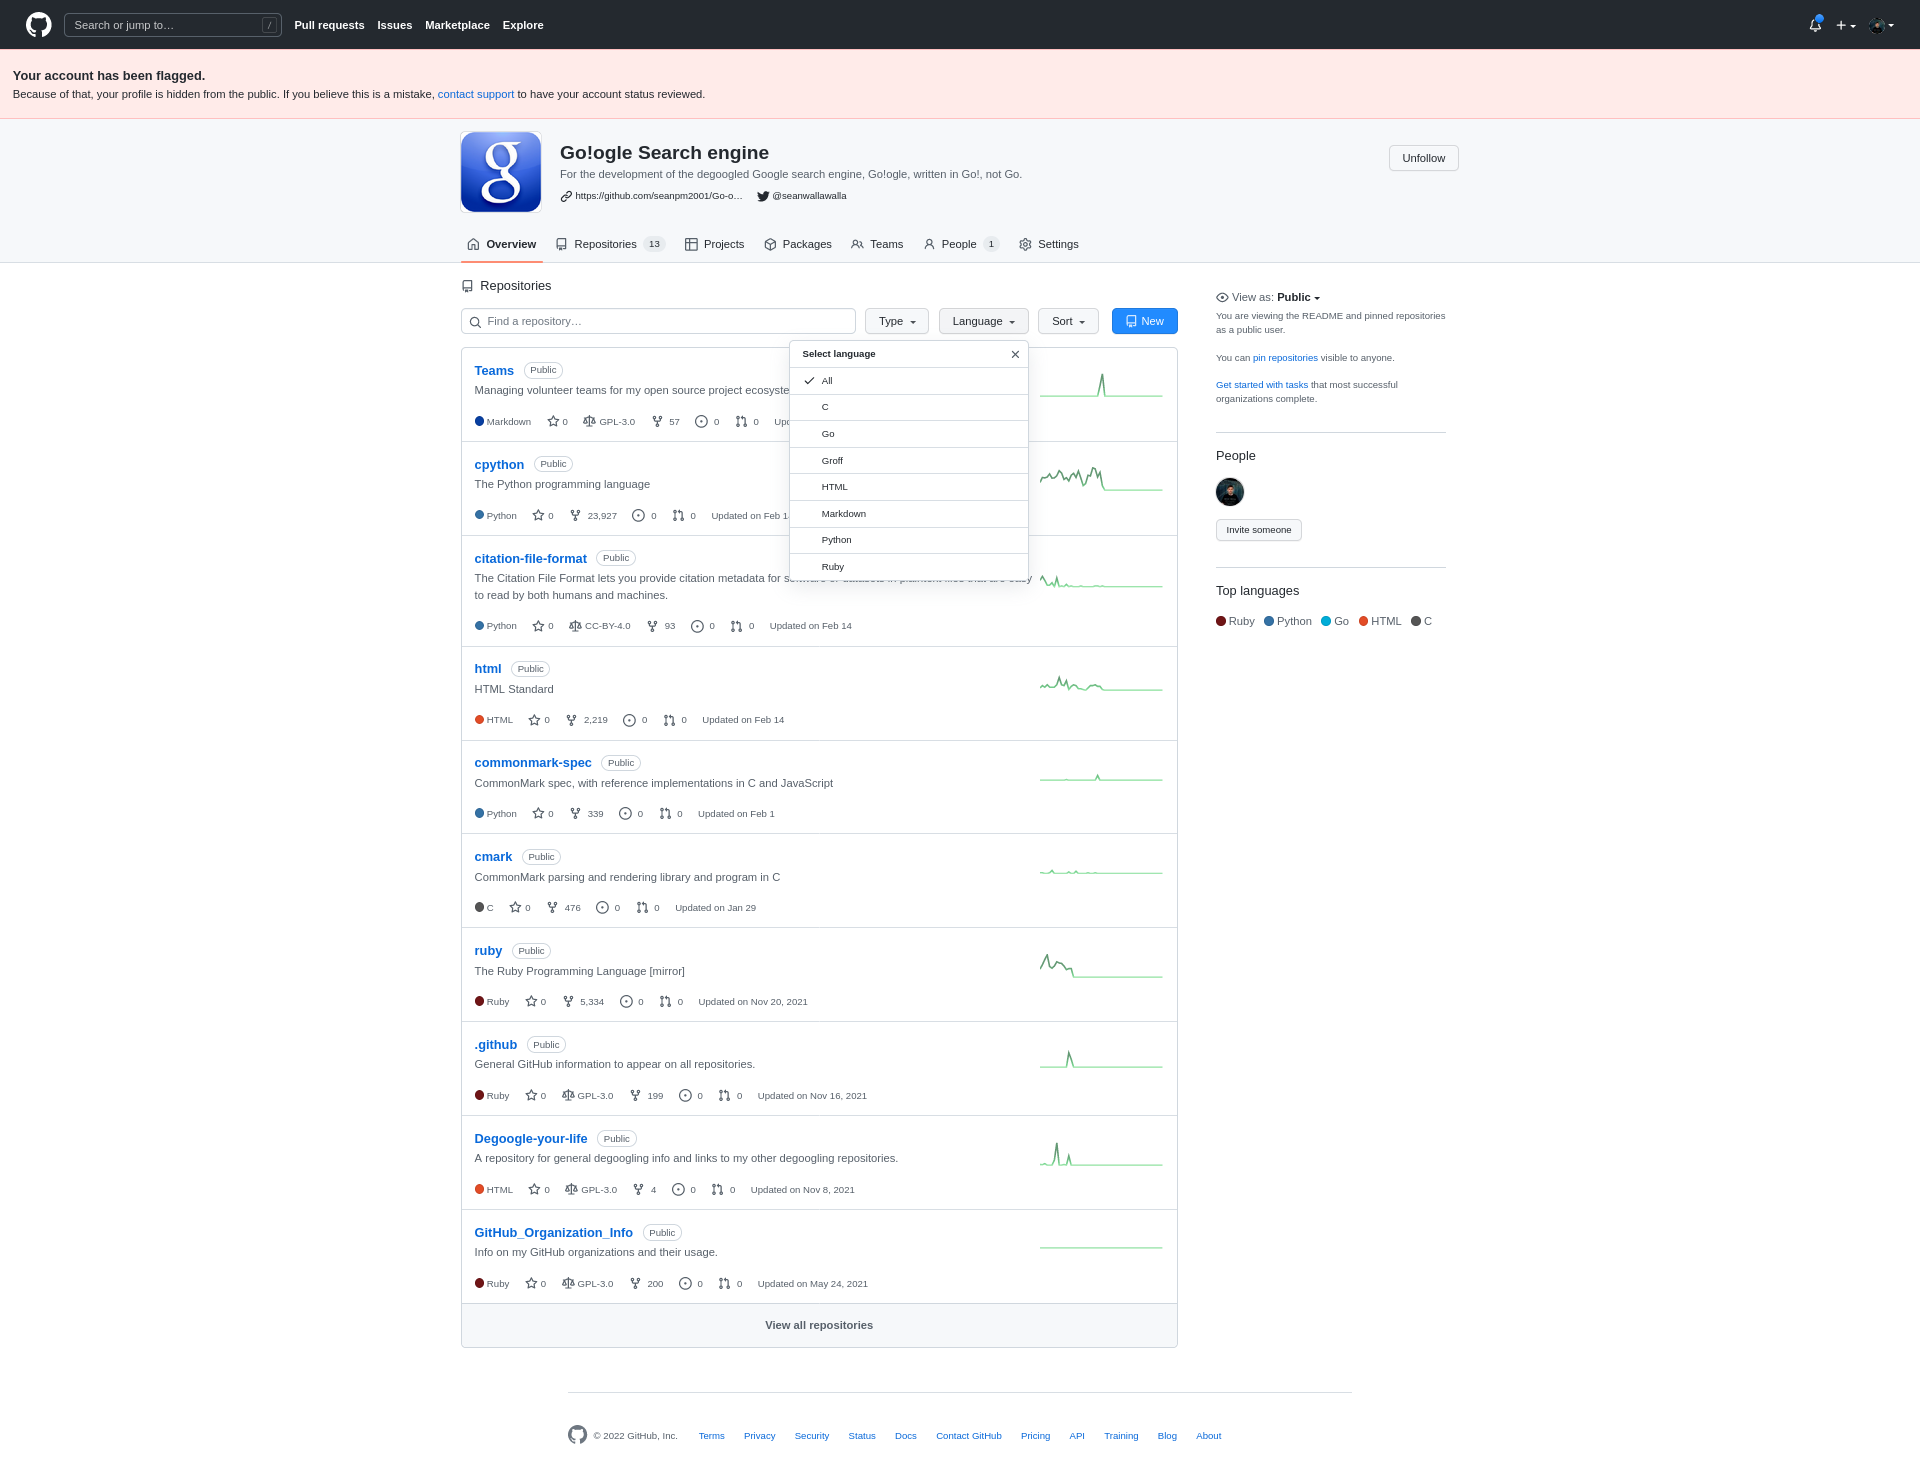 Search or jump to… /
Pull requests Issues Marketplace Explore
Your account has been flagged.
Because of that, your profile is hidden from the public. If you believe this is a mistake, contact support to have your account status reviewed.
g
Go!ogle Search engine
For the development of the degoogled Google search engine, Go!ogle, written in Go!, not Go.
https://github.com/seanpm2001/Go-o… @seanwallawalla
Unfollow
Overview Repositories 13 Projects Packages Teams People 1 Settings
Repositories
Find a repository…
Type Language Sort New
Select language
All
C
Go
Groff
HTML
Markdown
Python
Ruby
Teams Public
Managing volunteer teams for my open source project ecosyste
Markdown 0 GPL-3.0 57 0 0
cpython Public
The Python programming language
Python 0 23,927 0 0 Updated on Feb
citation-file-format Public
The Citation File Format lets you provide citation metadata for
to read by both humans and machines.
Python 0 CC-BY-4.0 93 0 0 Updated on Feb 14
html Public
HTML Standard
HTML 0 2,219 0 0 Updated on Feb 14
commonmark-spec Public
CommonMark spec, with reference implementations in C and JavaScript
Python 0 339 0 0 Updated on Feb 1
cmark Public
CommonMark parsing and rendering library and program in C
C 0 476 0 0 Updated on Jan 29
ruby Public
The Ruby Programming Language [mirror]
Ruby 0 5,334 0 0 Updated on Nov 20, 2021
.github Public
General GitHub information to appear on all repositories.
Ruby 0 GPL-3.0 199 0 0 Updated on Nov 16, 2021
Degoogle-your-life Public
A repository for general degoogling info and links to my other degoogling repositories.
HTML 0 GPL-3.0 4 0 0 Updated on Nov 8, 2021
GitHub_Organization_Info Public
Info on my GitHub organizations and their usage.
Ruby 0 GPL-3.0 200 0 0 Updated on May 24, 2021
View all repositories
View as: Public
You are viewing the README and pinned repositories
as a public user.
You can pin repositories visible to anyone.
Get started with tasks that most successful
organizations complete.
People
Invite someone
Top languages
Ruby Python Go HTML C
© 2022 GitHub, Inc. Terms Privacy Security Status Docs Contact GitHub Pricing API Training Blog About